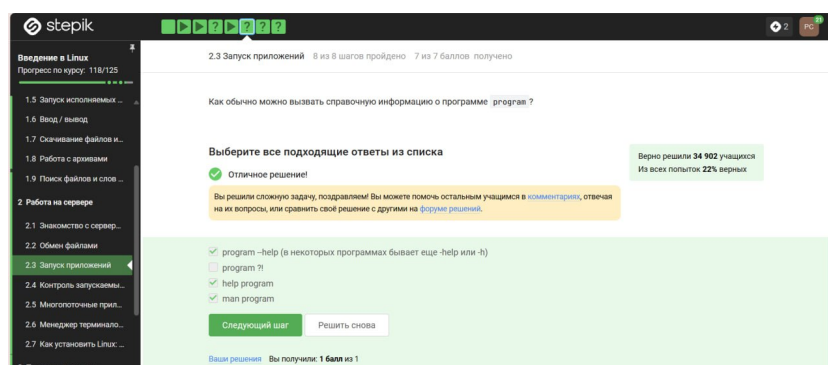 stepik
2
PC
21
Введение в Linux
Прогресс по курсу: 118/125
1.5 Запуск исполняемых ...
1.6 Ввод / вывод
1.7 Скачивание файлов и...
1.8 Работа с архивами
1.9 Поиск файлов и слов ...
2 Работа на сервере
2.1 Знакомство с сервер...
2.2 Обмен файлами
2.3 Запуск приложений
2.4 Контроль запускаемы...
2.5 Многопоточные прил...
2.6 Менеджер терминало...
2.7 Как установить Linux: ...
2.3 Запуск приложений 8 из 8 шагов пройдено 7 из 7 баллов получено
Как обычно можно вызвать справочную информацию о программе program ?
Выберите все подходящие ответы из списка
Отличное решение!
Верно решили 34 902 учащихся
Из всех попыток 22% верных
Вы решили сложную задачу, поздравляем! Вы можете помочь остальным учащимся в комментариях, отвечая
на их вопросы, или сравнить своё решение с другими на форуме решений.
program –help (в некоторых программах бывает еще -help или -h)
program ?!
help program
man program
Следующий шаг
Решить снова
Ваши решения Вы получили: 1 балл из 1